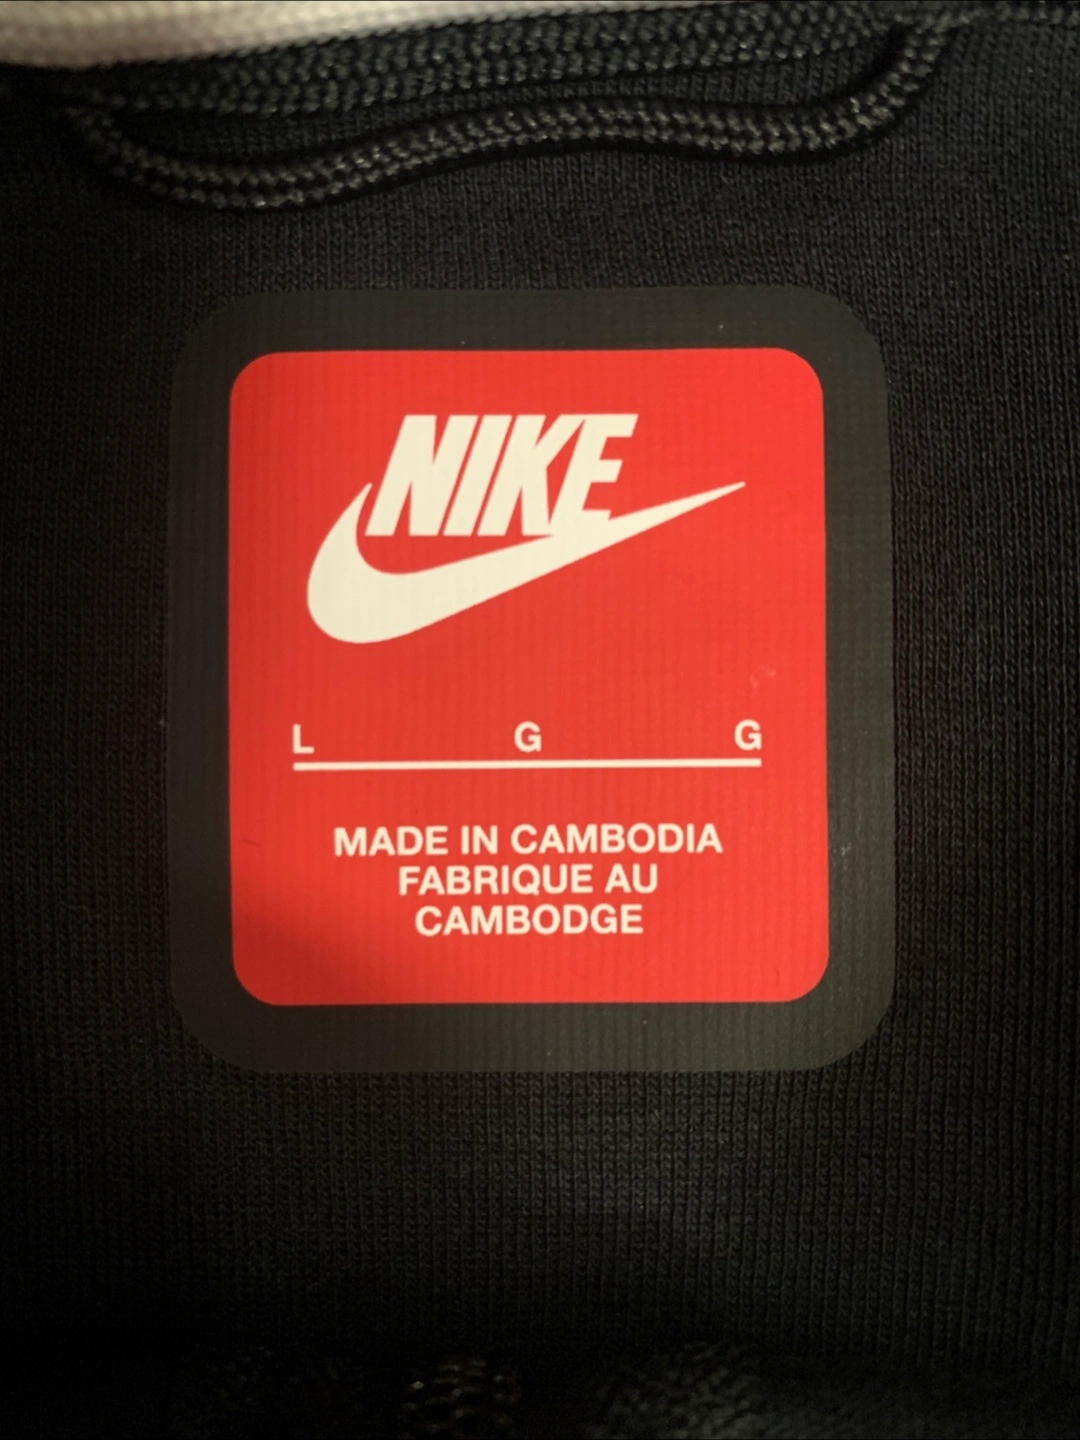 NIKE
L G G
MADE IN CAMBODIA
FABRIQUE AU
CAMBODGE